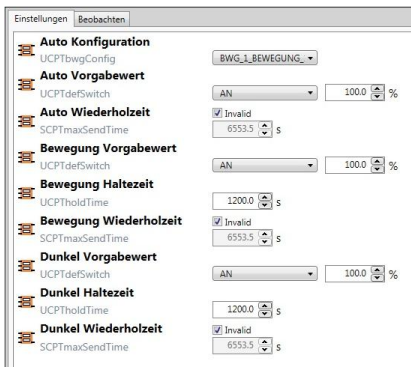 Einstellungen Beobachten
Auto Konfiguration
UCPTbwgConfig BWG_1_BEWEGUNG_
Auto Vorgabewert
UCPTdefSwitch AN 100.0 %
Auto Wiederholzeit Invalid
SCPTmaxSendTime 6553.5 s
Bewegung Vorgabewert
UCPTdefSwitch AN 100.0 %
Bewegung Haltezeit
UCPTholdTime 1200.0 s
Bewegung Wiederholzeit Invalid
SCPTmaxSendTime 6553.5 s
Dunkel Vorgabewert
UCPTdefSwitch AN 100.0 %
Dunkel Haltezeit
UCPTholdTime 1200.0 s
Dunkel Wiederholzeit Invalid
SCPTmaxSendTime 6553.5 s